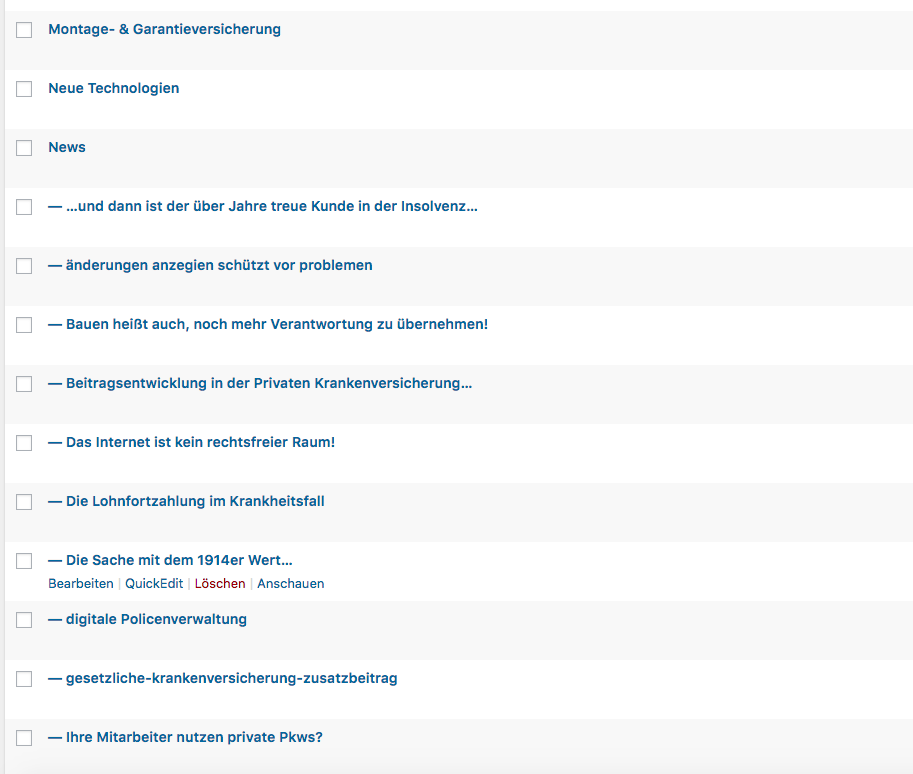 Montage- & Garantieversicherung
Neue Technologien
News
— …und dann ist der über Jahre treue Kunde in der Insolvenz…
— änderungen anzegien schützt vor problemen
— Bauen heißt auch, noch mehr Verantwortung zu übernehmen!
— Beitragsentwicklung in der Privaten Krankenversicherung…
— Das Internet ist kein rechtsfreier Raum!
— Die Lohnfortzahlung im Krankheitsfall
— Die Sache mit dem 1914er Wert…
Bearbeiten | QuickEdit | Löschen | Anschauen
— digitale Policenverwaltung
— gesetzliche-krankenversicherung-zusatzbeitrag
— Ihre Mitarbeiter nutzen private Pkws?